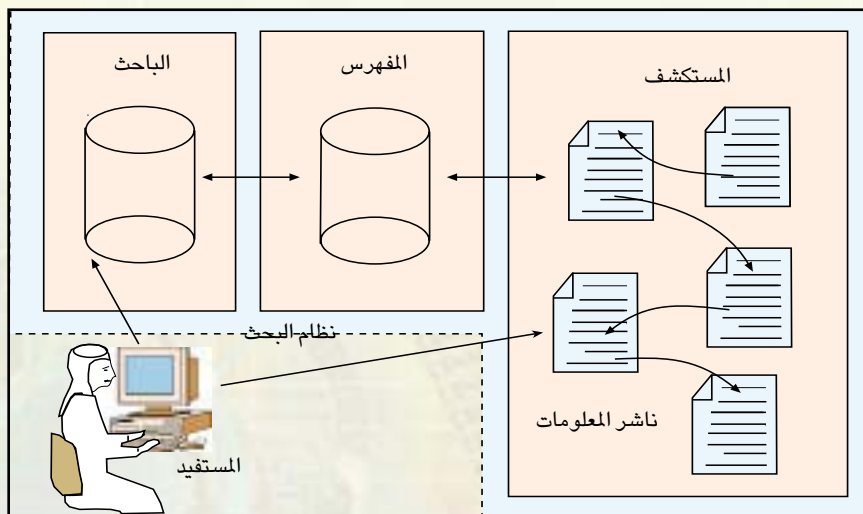 المستكشف
المفهرس
الباحث
نظام البحث
ناشر المعلومات
المستفيد